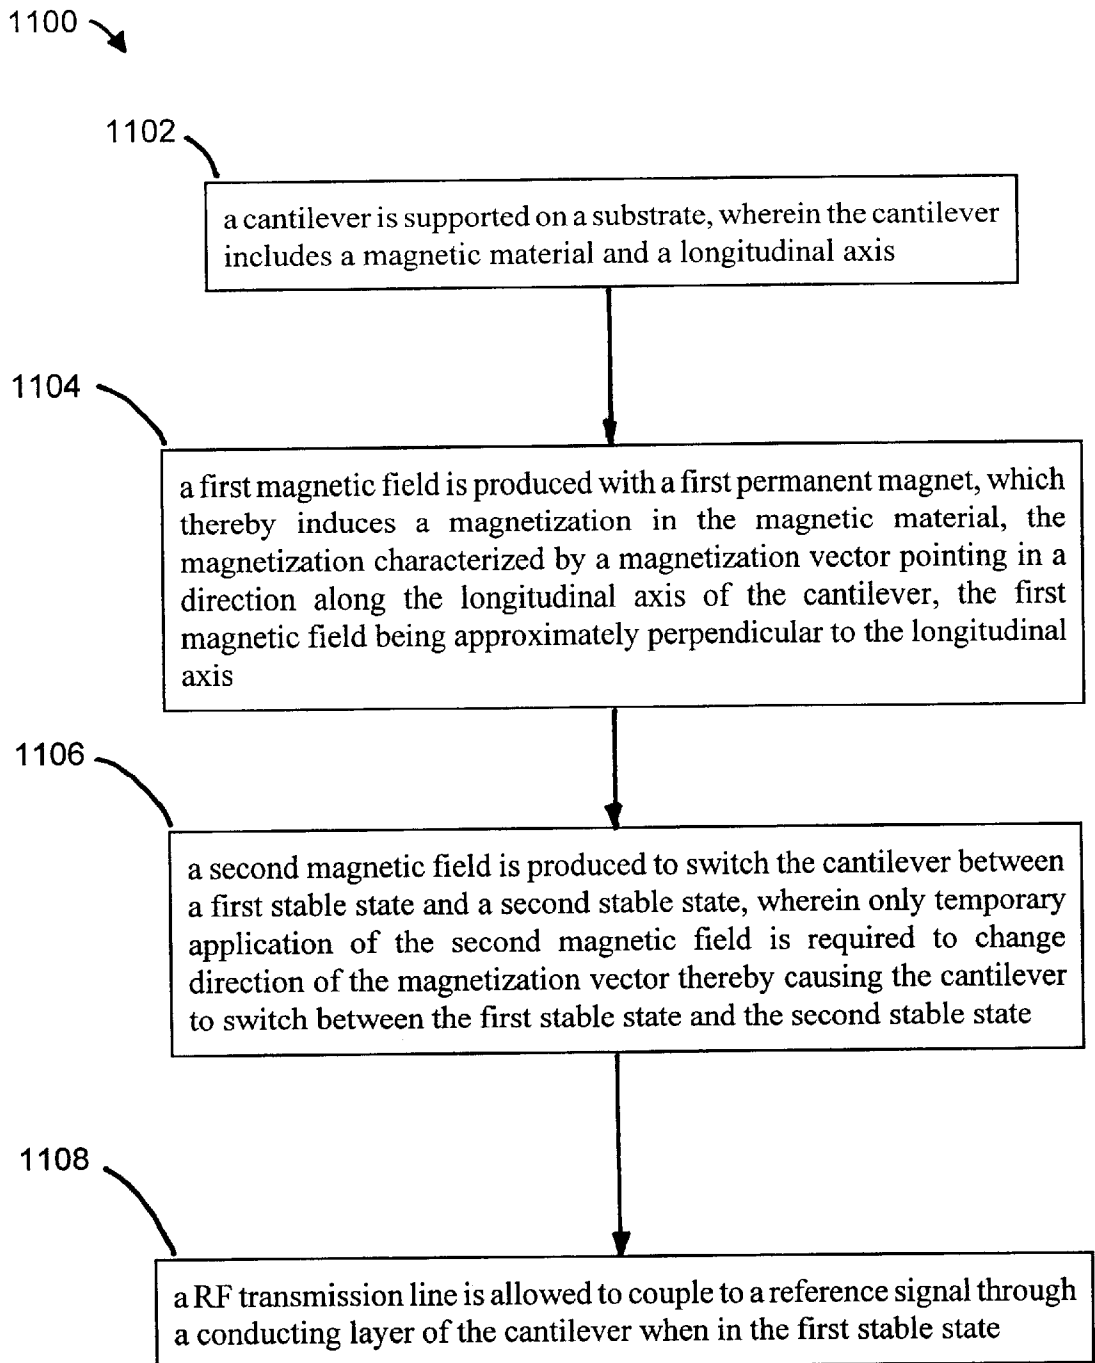 1100
1102
a cantilever is supported on a substrate, wherein the cantilever
includes a magnetic material and a longitudinal axis
1104
a first magnetic field is produced with a first permanent magnet, which
thereby induces a magnetization in the magnetic material, the
magnetization characterized by a magnetization vector pointing in a
direction along the longitudinal axis of the cantilever, the first
magnetic field being approximately perpendicular to the longitudinal
axis
1106
a second magnetic field is produced to switch the cantilever between
a first stable state and a second stable state, wherein only temporary
application of the second magnetic field is required to change
direction of the magnetization vector thereby causing the cantilever
to switch between the first stable state and the second stable state
1108
a RF transmission line is allowed to couple to a reference signal through
a conducting layer of the cantilever when in the first stable state